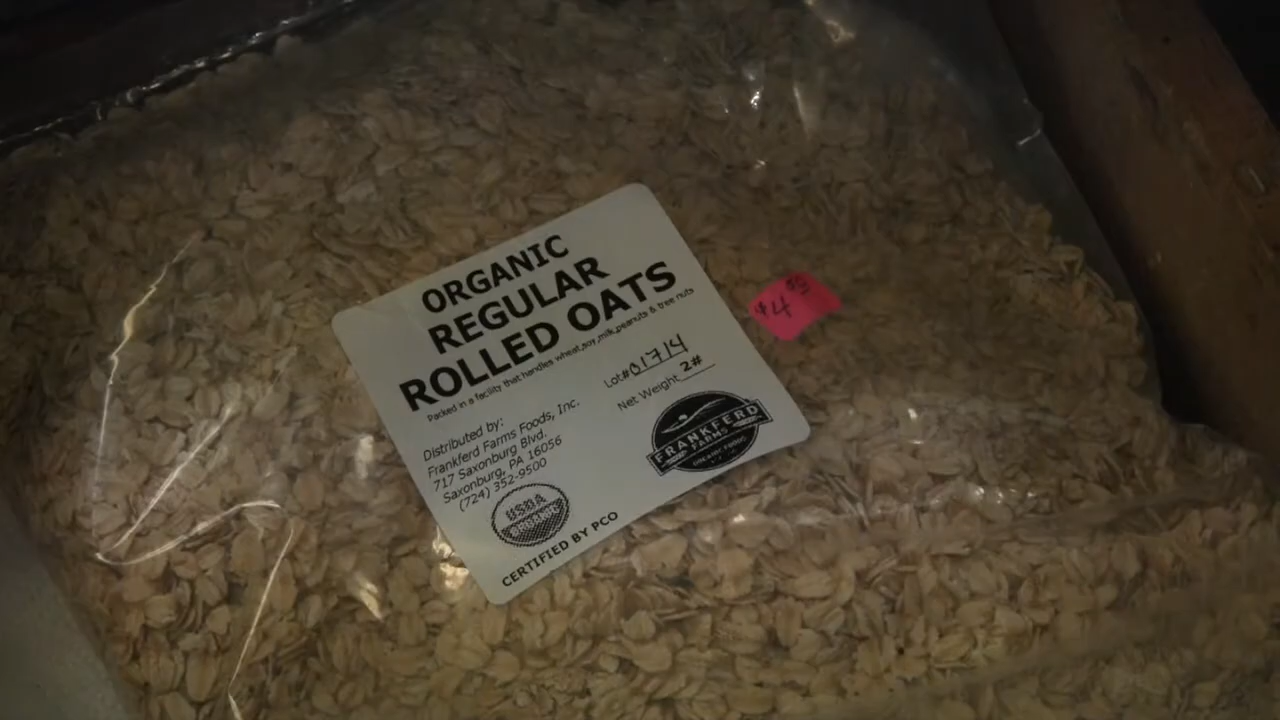 ORGANIC
REGULAR
ROLLED OATS
Packed in a facility that handles wheat,soy,milk,peanuts & tree nuts
Lot#01714
Net Weight 2#
Distributed by:
Frankferd Farms Foods, Inc.
717 Saxonburg Blvd.
Saxonburg, PA 16056
(724) 352-9500
FRANKFERD
FARMS
ORGANIC FOODS
USDA
ORGANIC
CERTIFIED BY PCO
$4